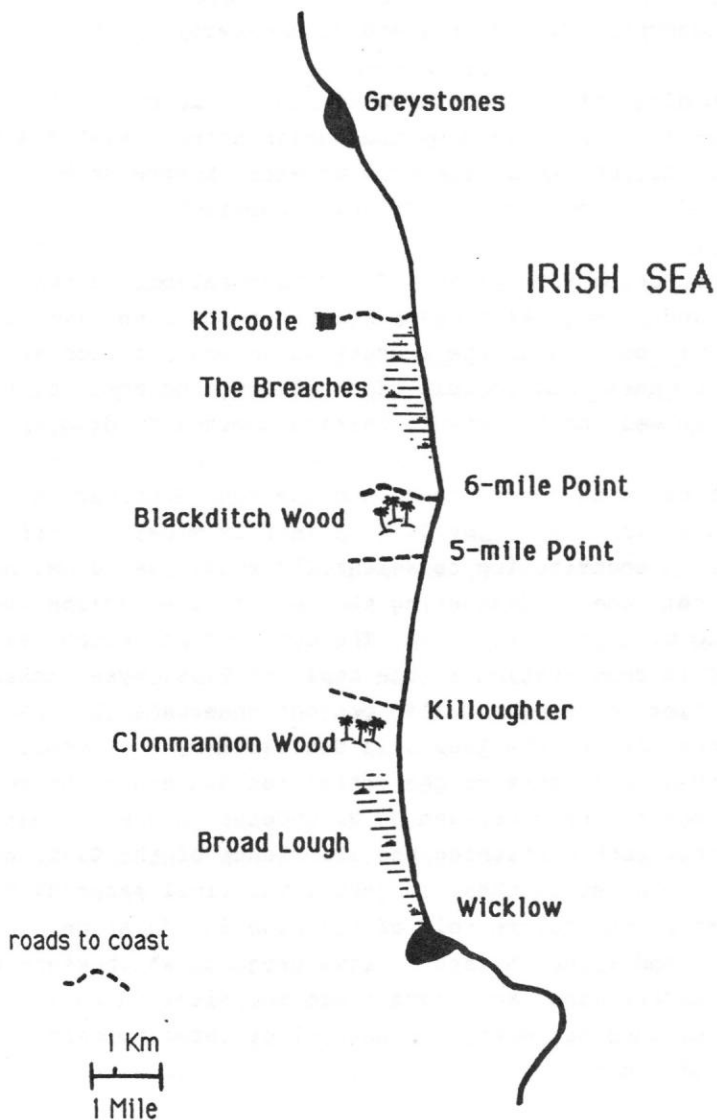 Greystones
IRISH SEA
Kilcoole
The Breaches
6-mile Point
Blackditch Wood
5-mile Point
Killoughter
Clonmannon Wood
Broad Lough
Wicklow
roads to coast
1 Km
1 Mile